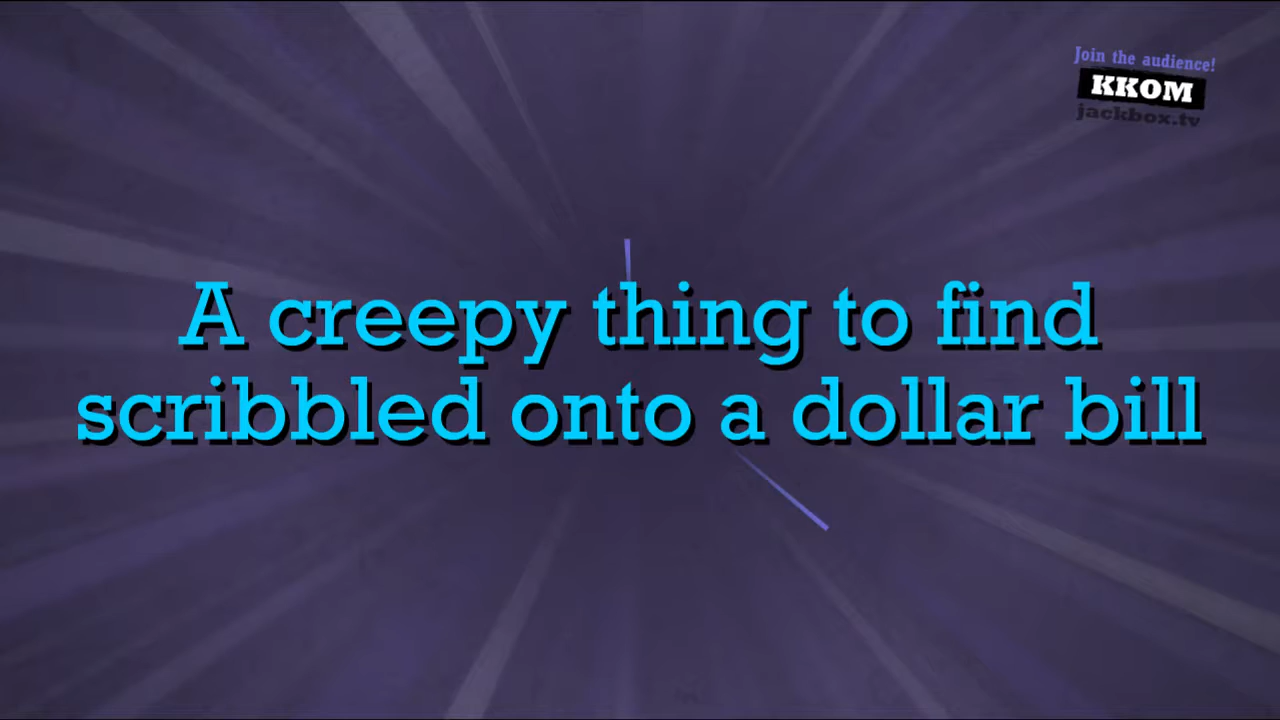 Join the audience!
KKOM
jackbox.tv
A creepy thing to find
scribbled onto a dollar bill